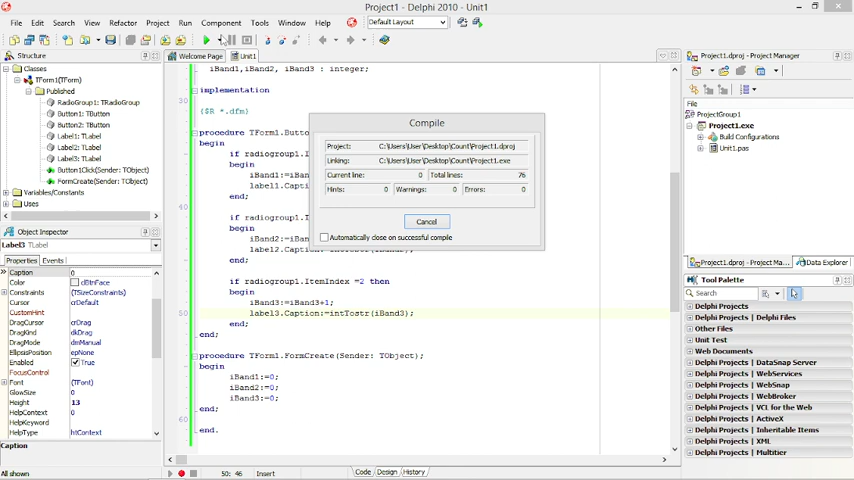 Project1 - Delphi 2010
File Edit Search View Refactor Project Run Component Tools Window Help
Default Layout
Structure
Welcome Page Unit1
Project1.dproj - Project Manager
Classes
TForm1(TForm)
Published
RadioGroup1: TRadioGroup
Button1: TButton
Button2: TButton
Label1: TLabel
Label2: TLabel
Label3: TLabel
Button1Click(Sender: TObject)
FormCreate(Sender: TObject)
Variables/Constants
Uses
Object Inspector
Label3 TLabel
Properties Events
Caption 0
Color clBtnFace
Constraints (TSizeConstraints)
Cursor crDefault
CustomHint
DragCursor crDrag
DragKind dkDrag
DragMode dmManual
EllipsisPosition epNone
Enabled True
FocusControl
Font (TFont)
GlowSize 0
Height 13
HelpContext 0
HelpKeyword
HelpType htContext
Caption
All shown
iBand1,iBand2, iBand3 : integer;
implementation
30
{$R *.dfm}
procedure TForm1.Butto
begin
if radiogroup1.I
begin
iBand1:=iBan
label1.Capti
end;
40
if radiogroup1.I
begin
iBand2:=iBan
label2.Caption:=intTostr(iBand2);
end;
if radiogroup1.ItemIndex =2 then
begin
iBand3:=iBand3+1;
50 label3.Caption:=intTostr(iBand3);
end;
end;
procedure TForm1.FormCreate(Sender: TObject);
begin
iBand1:=0;
iBand2:=0;
iBand3:=0;
end;
60
end.
50: 46 Insert
Code Design History
Compile
Project: C:\Users\User\Desktop\Count\Project1.dproj
Linking: C:\Users\User\Desktop\Count\Project1.exe
Current line: 0 Total lines: 76
Hints: 0 Warnings: 0 Errors: 0
Cancel
Automatically close on successful compile
File
ProjectGroup1
Project1.exe
Build Configurations
Unit1.pas
Project1.dproj - Project Ma... Data Explorer
Tool Palette
Search
Delphi Projects
Delphi Projects | Delphi Files
Other Files
Unit Test
Web Documents
Delphi Projects | DataSnap Server
Delphi Projects | WebServices
Delphi Projects | WebSnap
Delphi Projects | WebBroker
Delphi Projects | VCL for the Web
Delphi Projects | ActiveX
Delphi Projects | Inheritable Items
Delphi Projects | XML
Delphi Projects | Multitier